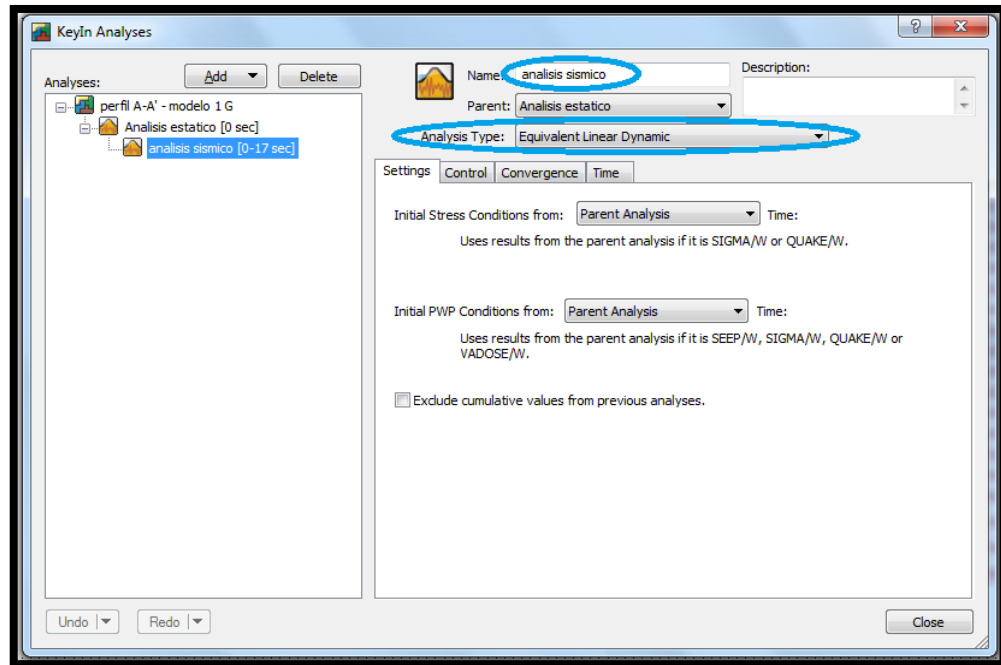 KeyIn Analyses
Analyses:
Add
Delete
perfil A-A' - modelo 1 G
Analisis estatico [0 sec]
analisis sismico [0-17 sec]
Name: analisis sismico
Description:
Parent: Analisis estatico
Analysis Type: Equivalent Linear Dynamic
Settings Control Convergence Time
Initial Stress Conditions from: Parent Analysis Time:
Uses results from the parent analysis if it is SIGMA/W or QUAKE/W.
Initial PWP Conditions from: Parent Analysis Time:
Uses results from the parent analysis if it is SEEP/W, SIGMA/W, QUAKE/W or
VADOSE/W.
Exclude cumulative values from previous analyses.
Undo
Redo
Close